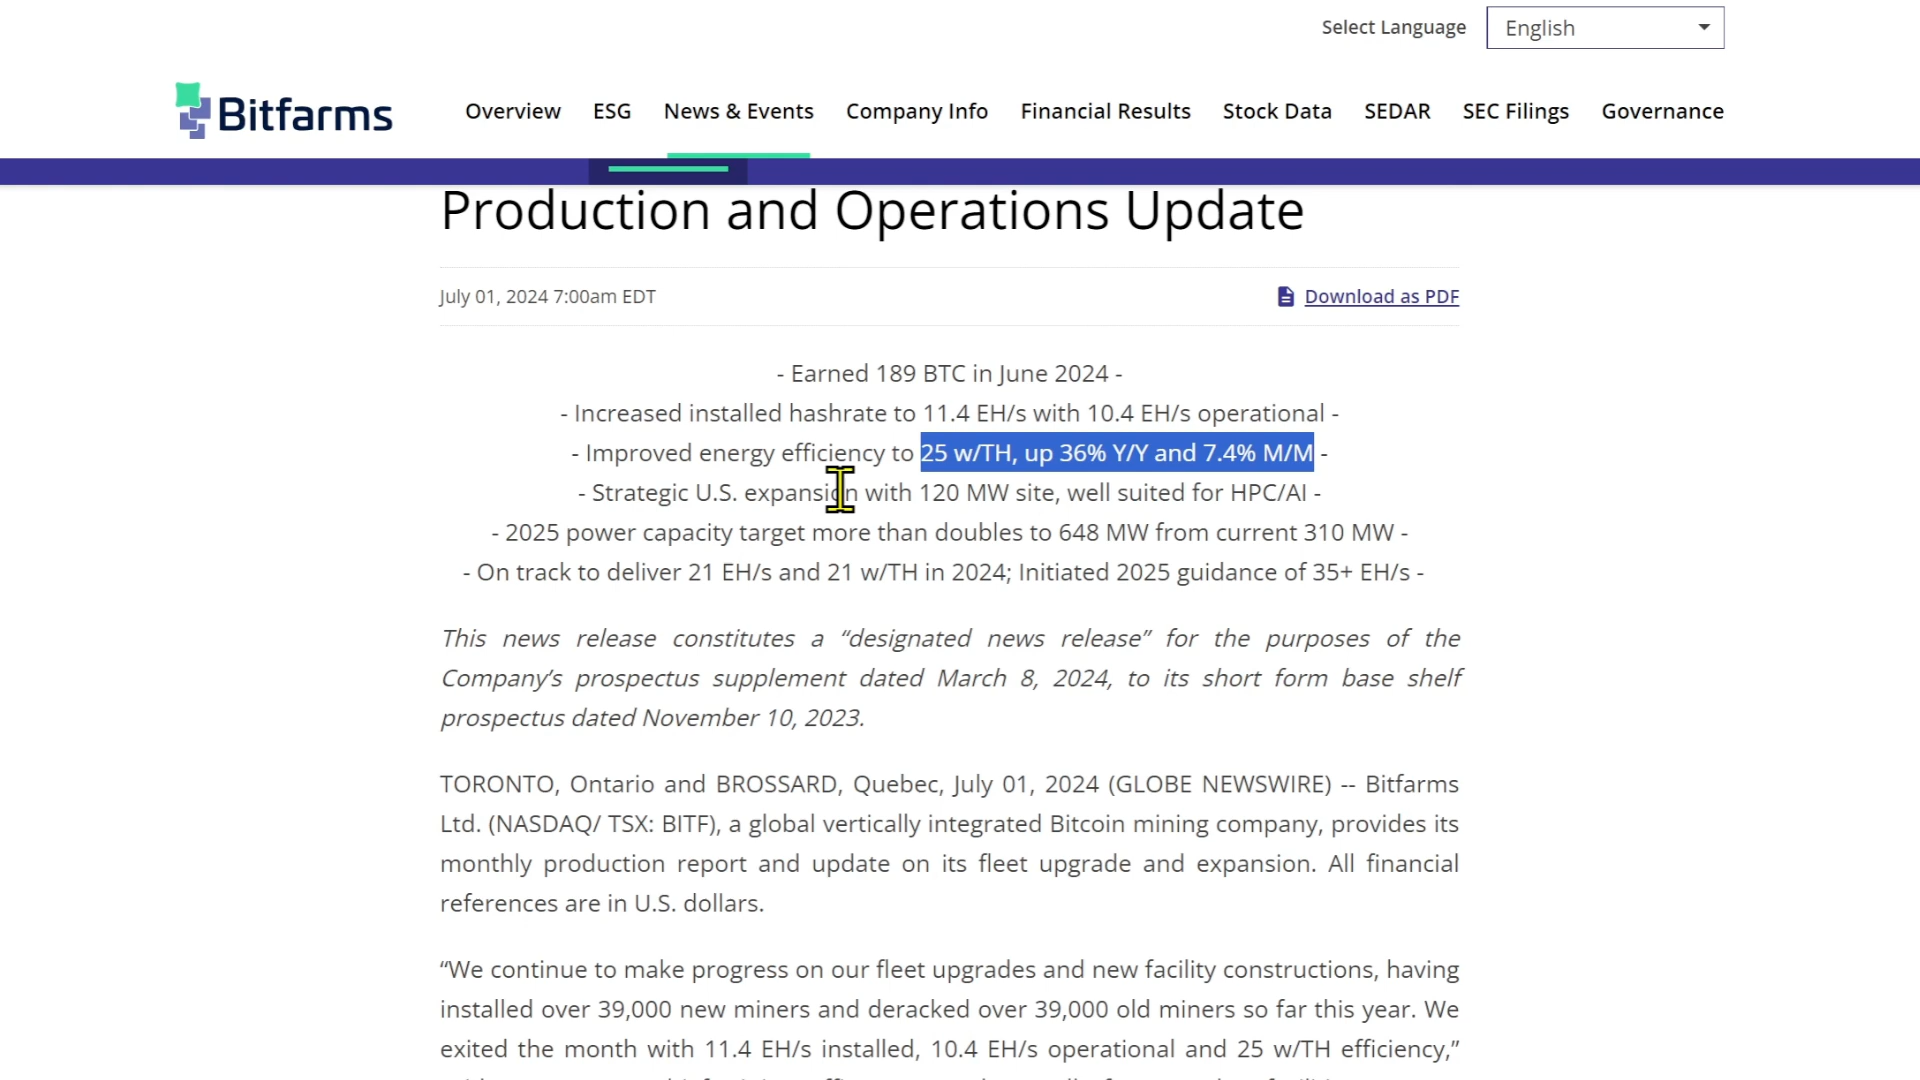 Select Language
English
Bitfarms
Overview ESG News & Events Company Info Financial Results Stock Data SEDAR SEC Filings Governance
Production and Operations Update
July 01, 2024 7:00am EDT
Download as PDF
- Earned 189 BTC in June 2024 -
- Increased installed hashrate to 11.4 EH/s with 10.4 EH/s operational -
- Improved energy efficiency to 25 w/TH, up 36% Y/Y and 7.4% M/M -
- Strategic U.S. expansion with 120 MW site, well suited for HPC/AI -
- 2025 power capacity target more than doubles to 648 MW from current 310 MW -
- On track to deliver 21 EH/s and 21 w/TH in 2024; Initiated 2025 guidance of 35+ EH/s -
This news release constitutes a “designated news release” for the purposes of the
Company’s prospectus supplement dated March 8, 2024, to its short form base shelf
prospectus dated November 10, 2023.
TORONTO, Ontario and BROSSARD, Quebec, July 01, 2024 (GLOBE NEWSWIRE) -- Bitfarms
Ltd. (NASDAQ/ TSX: BITF), a global vertically integrated Bitcoin mining company, provides its
monthly production report and update on its fleet upgrade and expansion. All financial
references are in U.S. dollars.
“We continue to make progress on our fleet upgrades and new facility constructions, having
installed over 39,000 new miners and deracked over 39,000 old miners so far this year. We
exited the month with 11.4 EH/s installed, 10.4 EH/s operational and 25 w/TH efficiency,”